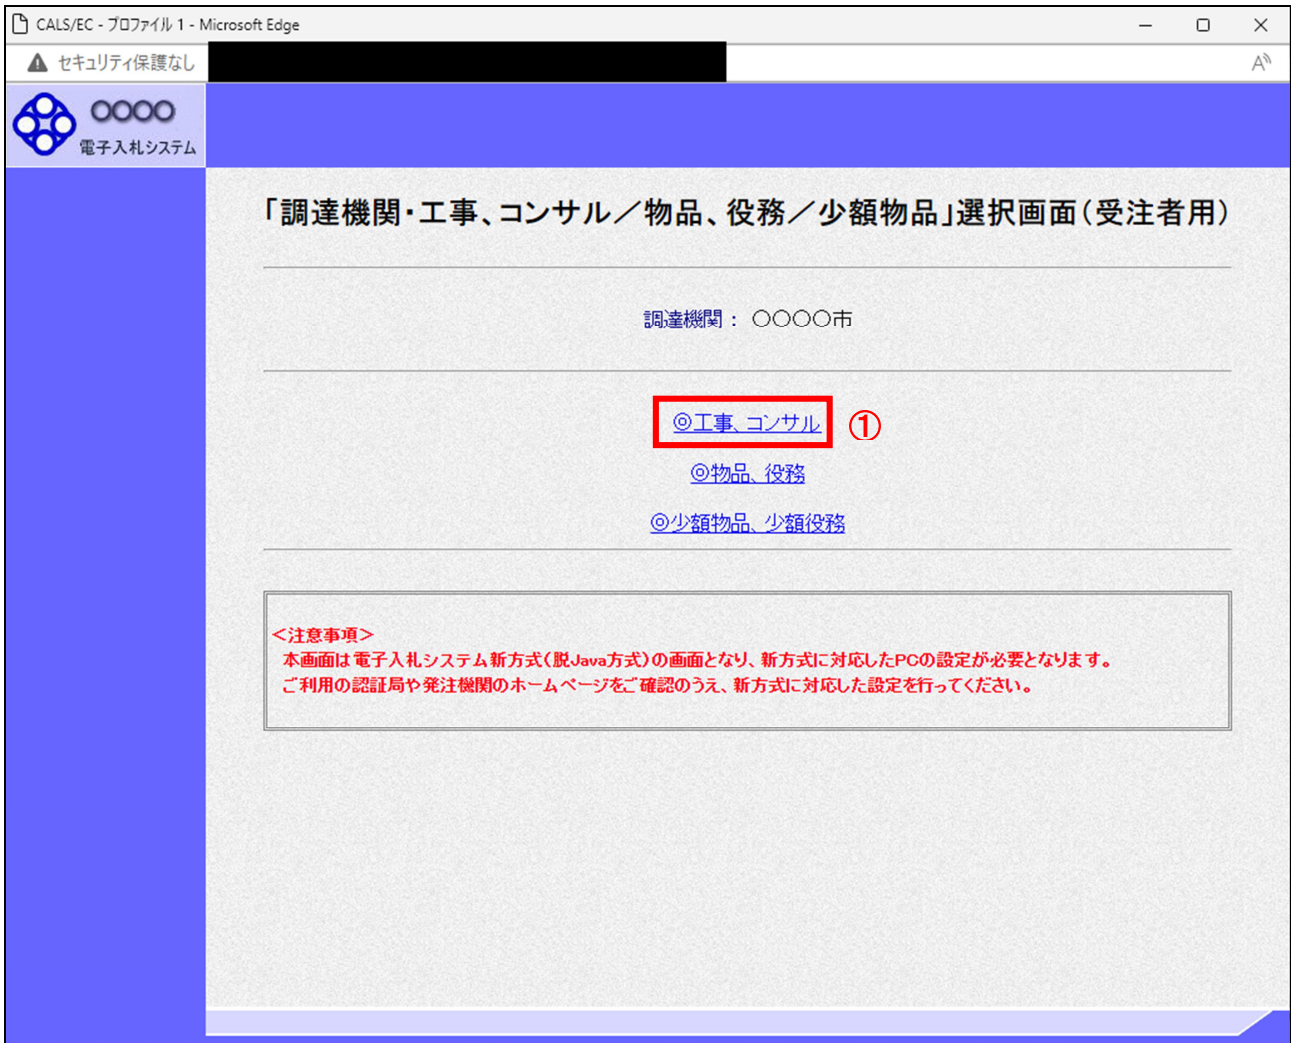 CALS/EC - プロファイル 1 - Microsoft Edge
セキュリティ保護なし
〇〇〇〇
電子入札システム
「調達機関・工事、コンサル／物品、役務／少額物品」選択画面（受注者用）
調達機関： 〇〇〇〇市
◎工事、コンサル ①
◎物品、役務
◎少額物品、少額役務
＜注意事項＞
本画面は電子入札システム新方式（脱Java方式）の画面となり、新方式に対応したPCの設定が必要となります。
ご利用の認証局や発注機関のホームページをご確認のうえ、新方式に対応した設定を行ってください。